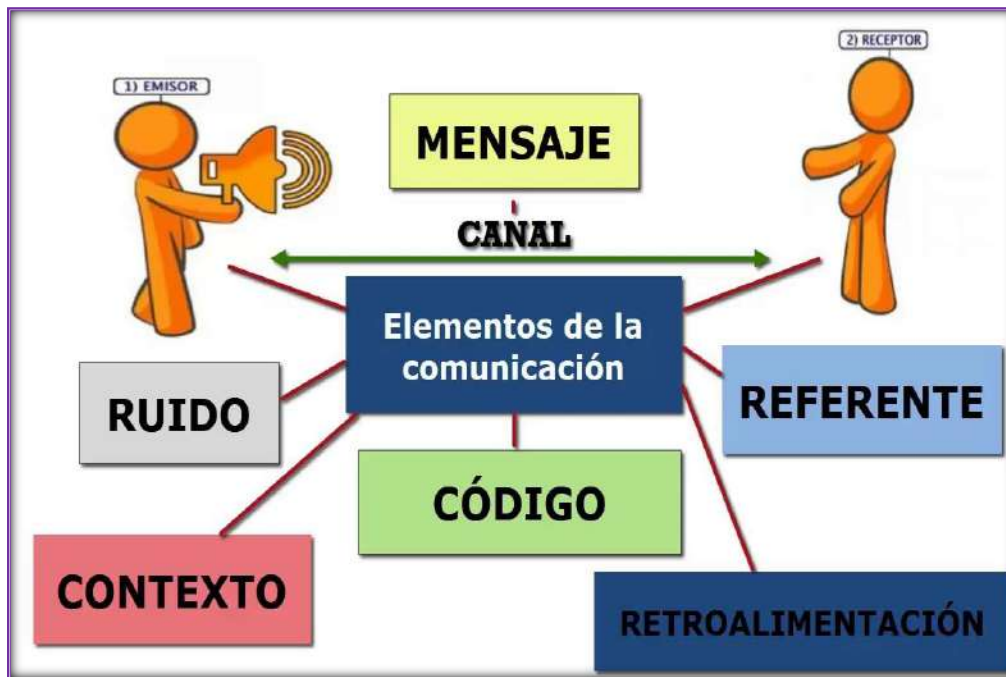 1) EMISOR
2) RECEPTOR
MENSAJE
CANAL
Elementos de la
comunicación
RUIDO
REFERENTE
CÓDIGO
CONTEXTO
RETROALIMENTACIÓN